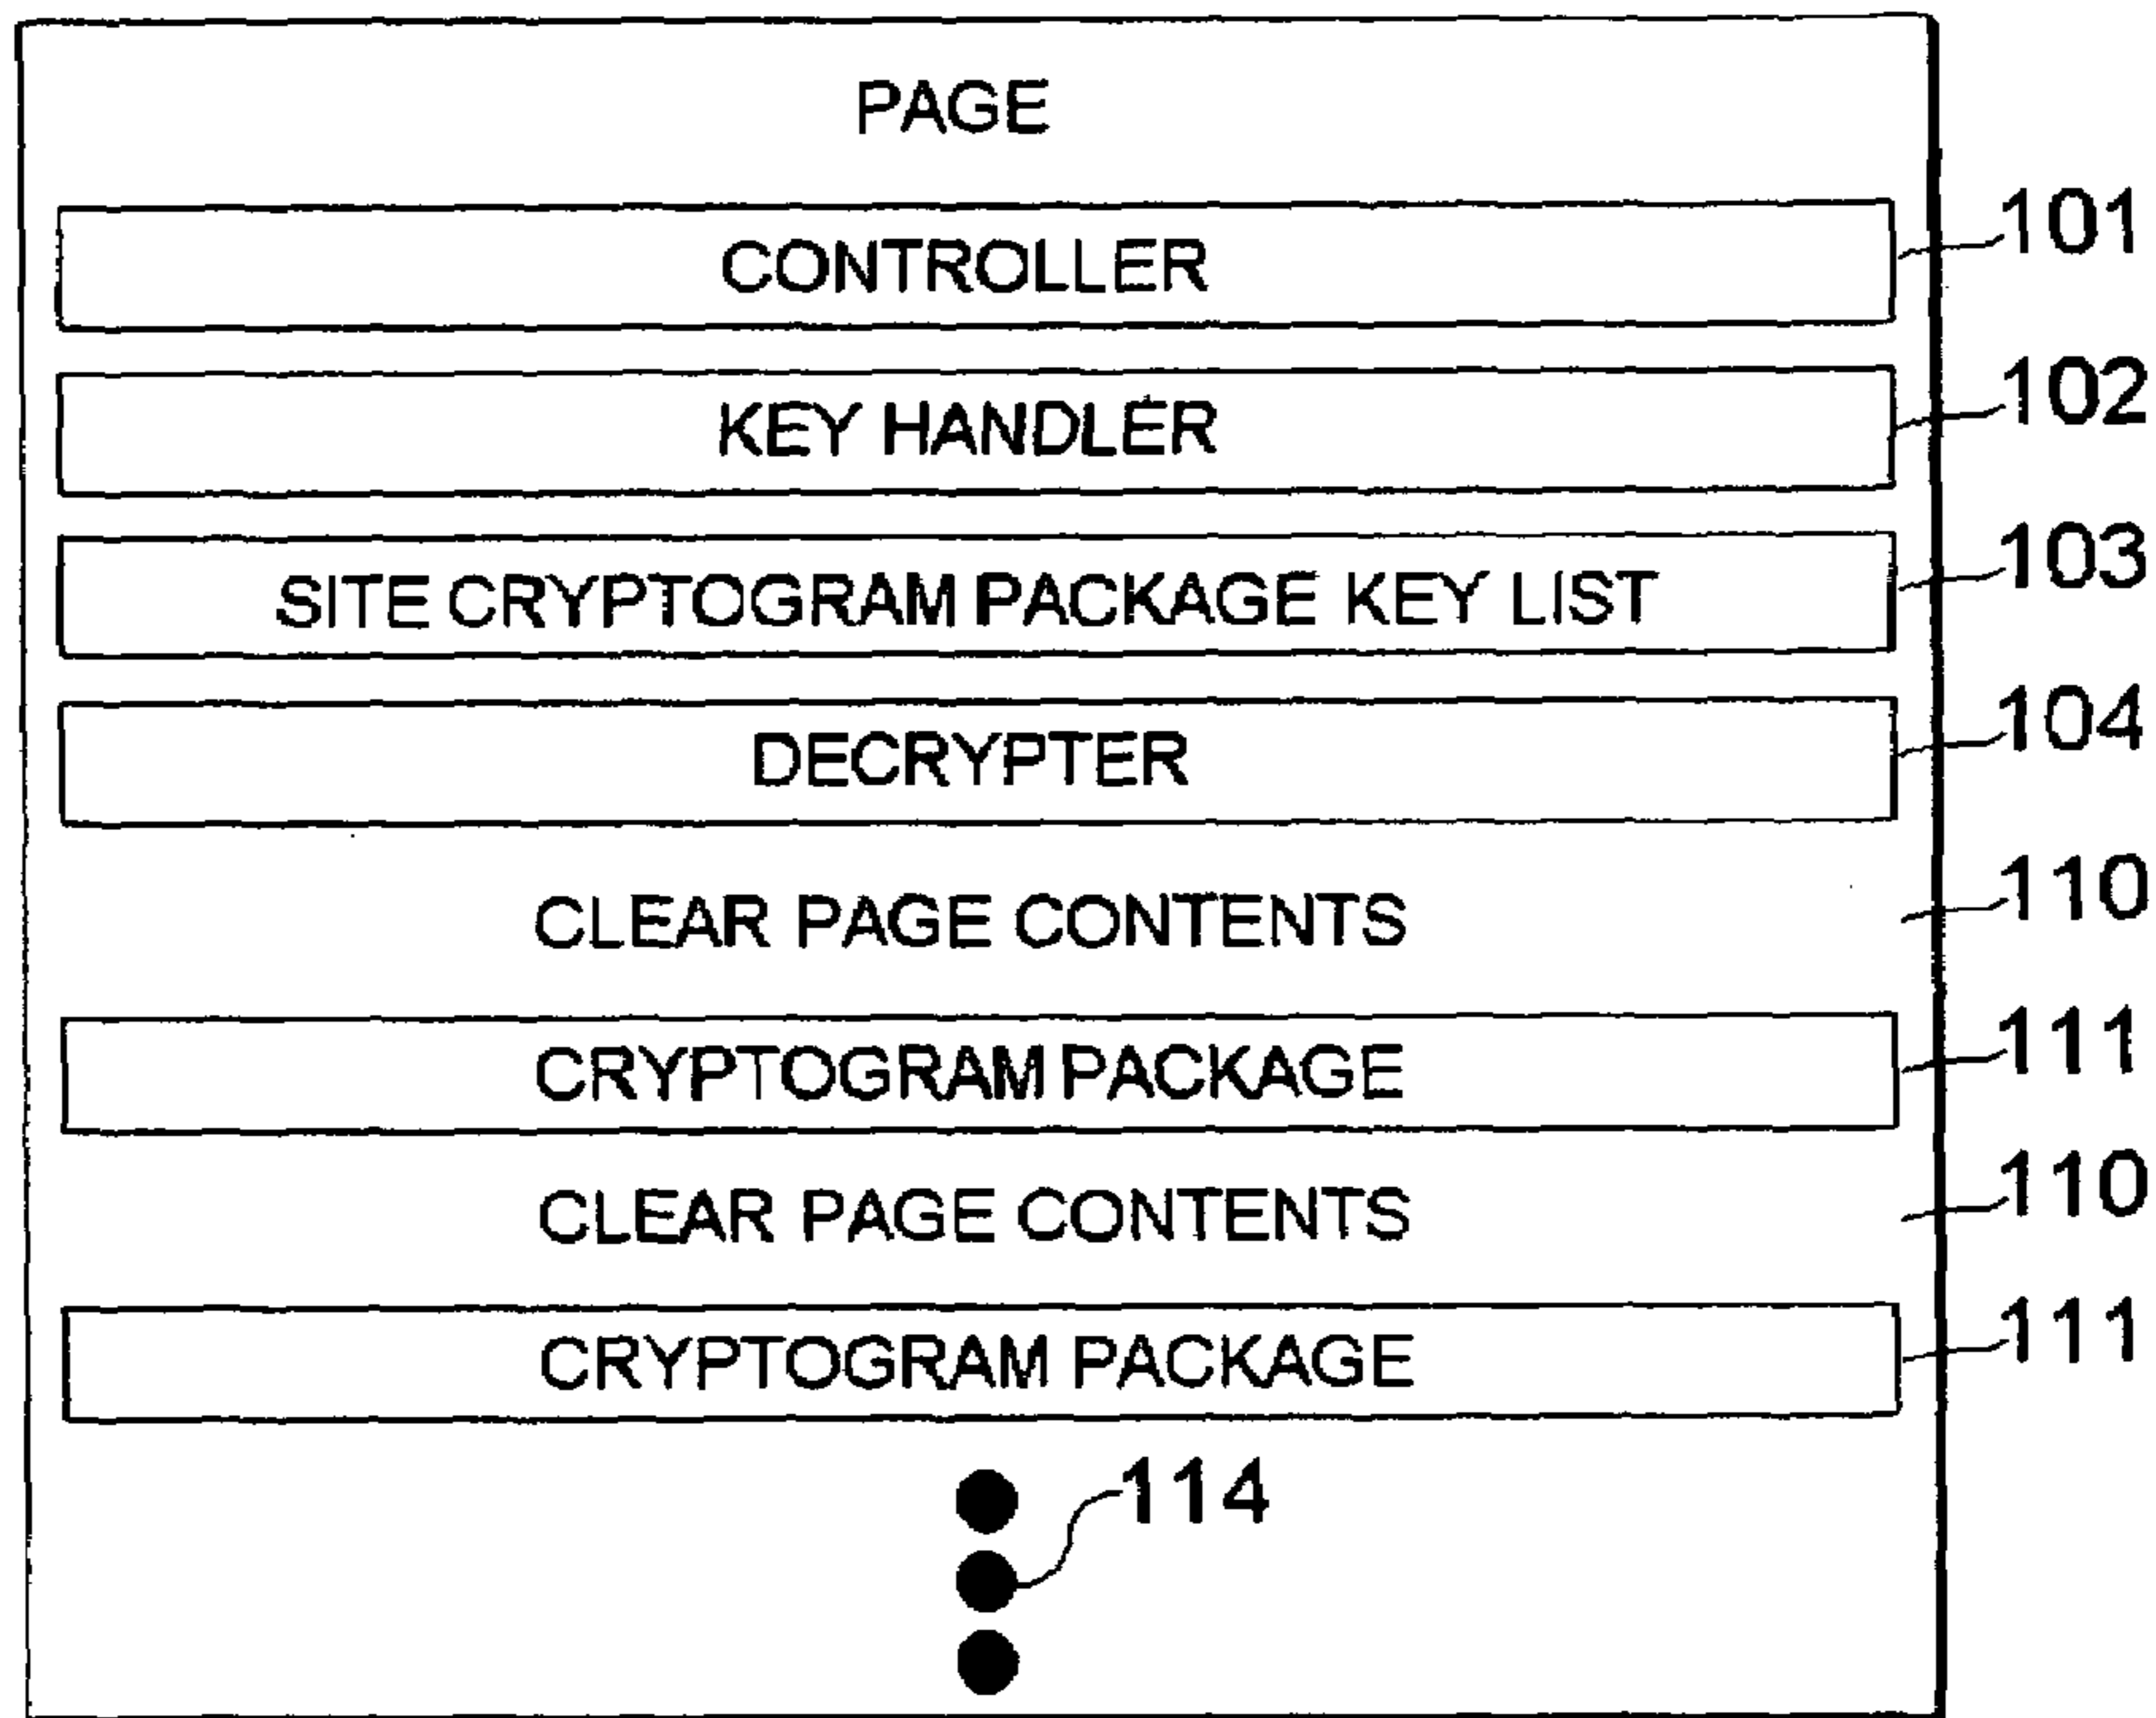 PAGE
CONTROLLER 101
KEY HANDLER 102
SITE CRYPTOGRAM PACKAGE KEY LIST 103
DECRYPTER 104
CLEAR PAGE CONTENTS 110
CRYPTOGRAM PACKAGE 111
CLEAR PAGE CONTENTS 110
CRYPTOGRAM PACKAGE 111
114